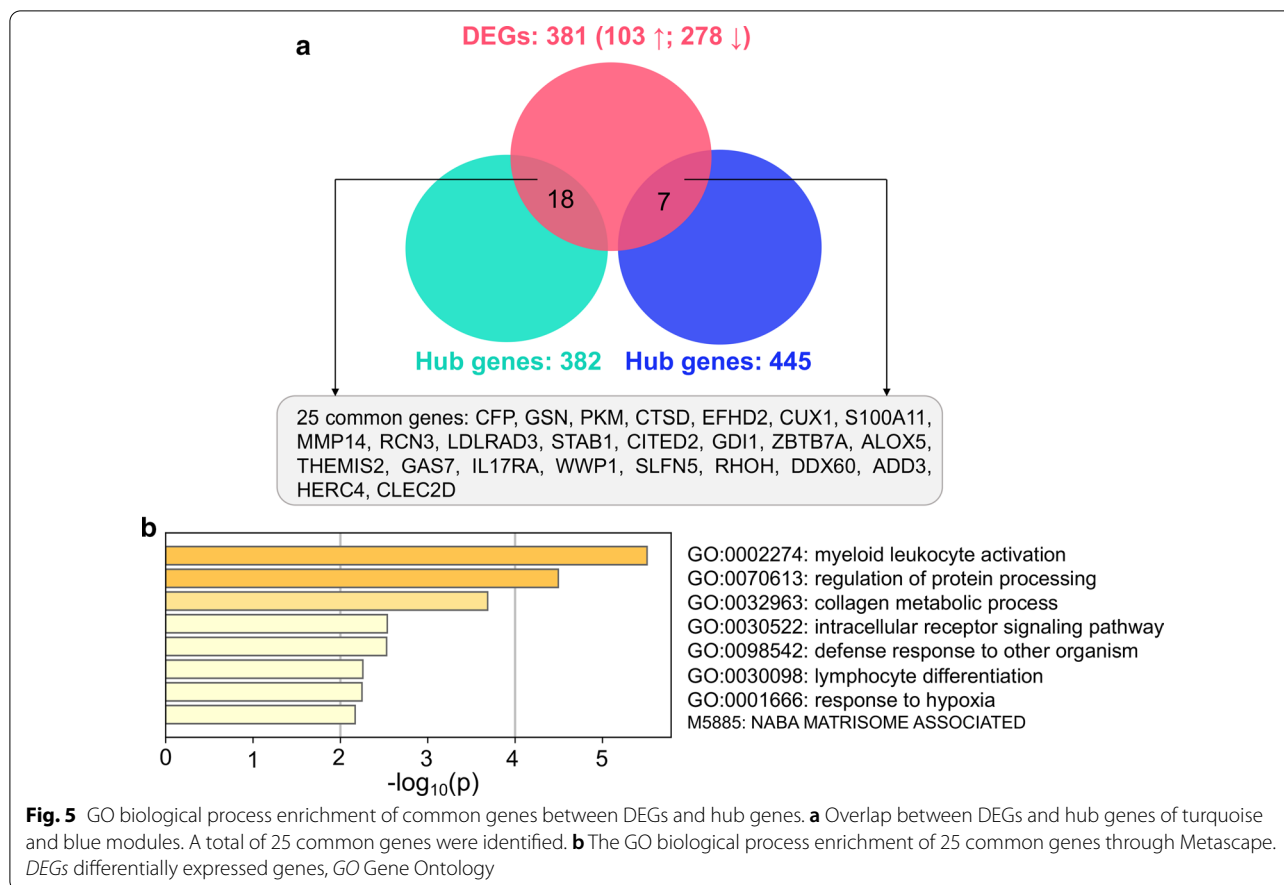 a
DEGs: 381 (103 ↑; 278 ↓)
18
7
Hub genes: 382
Hub genes: 445
25 common genes: CFP, GSN, PKM, CTSD, EFHD2, CUX1, S100A11,
MMP14, RCN3, LDLRAD3, STAB1, CITED2, GDI1, ZBTB7A, ALOX5,
THEMIS2, GAS7, IL17RA, WWP1, SLFN5, RHOH, DDX60, ADD3,
HERC4, CLEC2D
b
GO:0002274: myeloid leukocyte activation
GO:0070613: regulation of protein processing
GO:0032963: collagen metabolic process
GO:0030522: intracellular receptor signaling pathway
GO:0098542: defense response to other organism
GO:0030098: lymphocyte differentiation
GO:0001666: response to hypoxia
M5885: NABA MATRISOME ASSOCIATED
0 1 2 3 4 5
-log₁₀(p)
Fig. 5 GO biological process enrichment of common genes between DEGs and hub genes. a Overlap between DEGs and hub genes of turquoise
and blue modules. A total of 25 common genes were identified. b The GO biological process enrichment of 25 common genes through Metascape.
DEGs differentially expressed genes, GO Gene Ontology